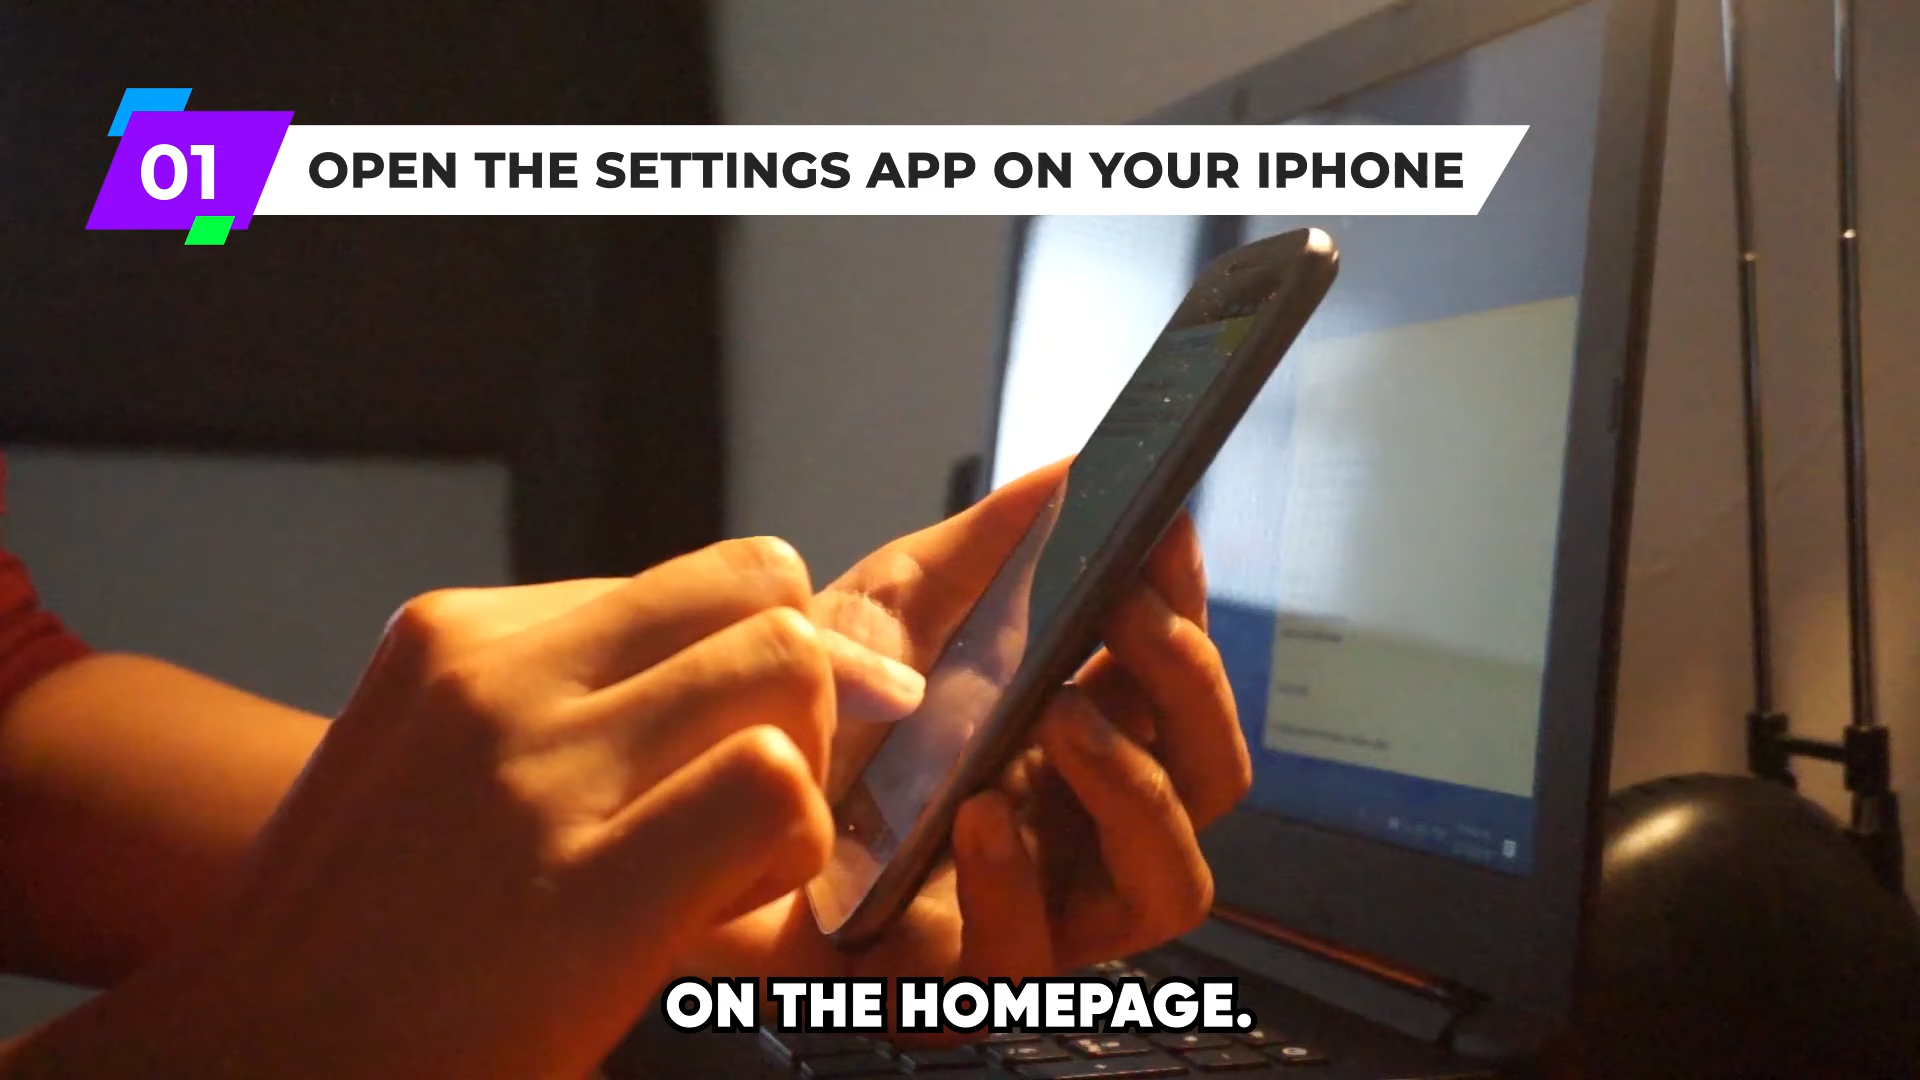 01
OPEN THE SETTINGS APP ON YOUR IPHONE
ON THE HOMEPAGE.